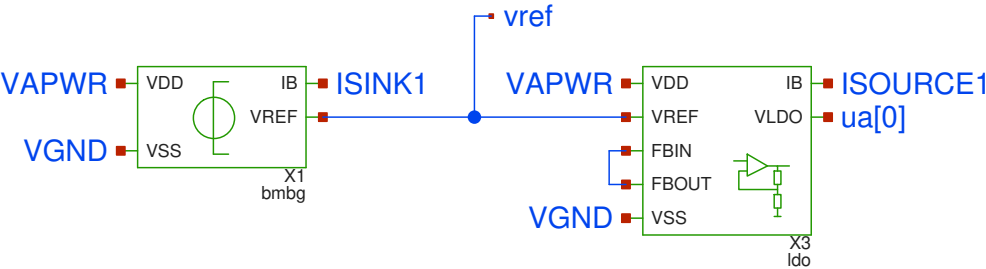 vref
VAPWR
VDD
IB
ISINK1
VREF
VGND
VSS
X1
bmbg
VAPWR
VDD
IB
ISOURCE1
VREF
VLDO
ua[0]
FBIN
FBOUT
VGND
VSS
X3
ldo